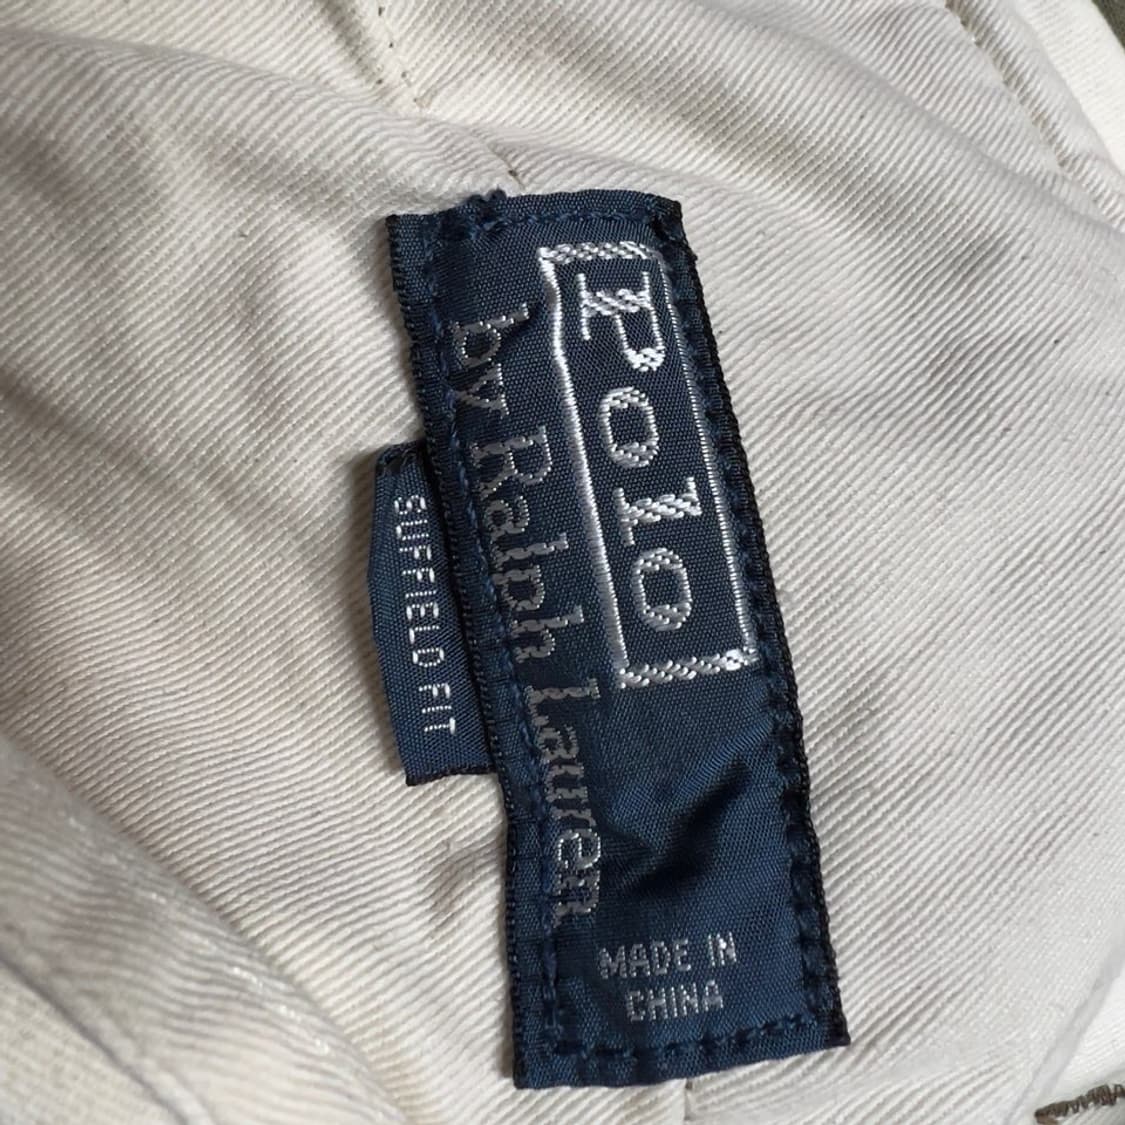 Polo
by Ralph Lauren
MADE IN
CHINA
SUFFIELD FIT